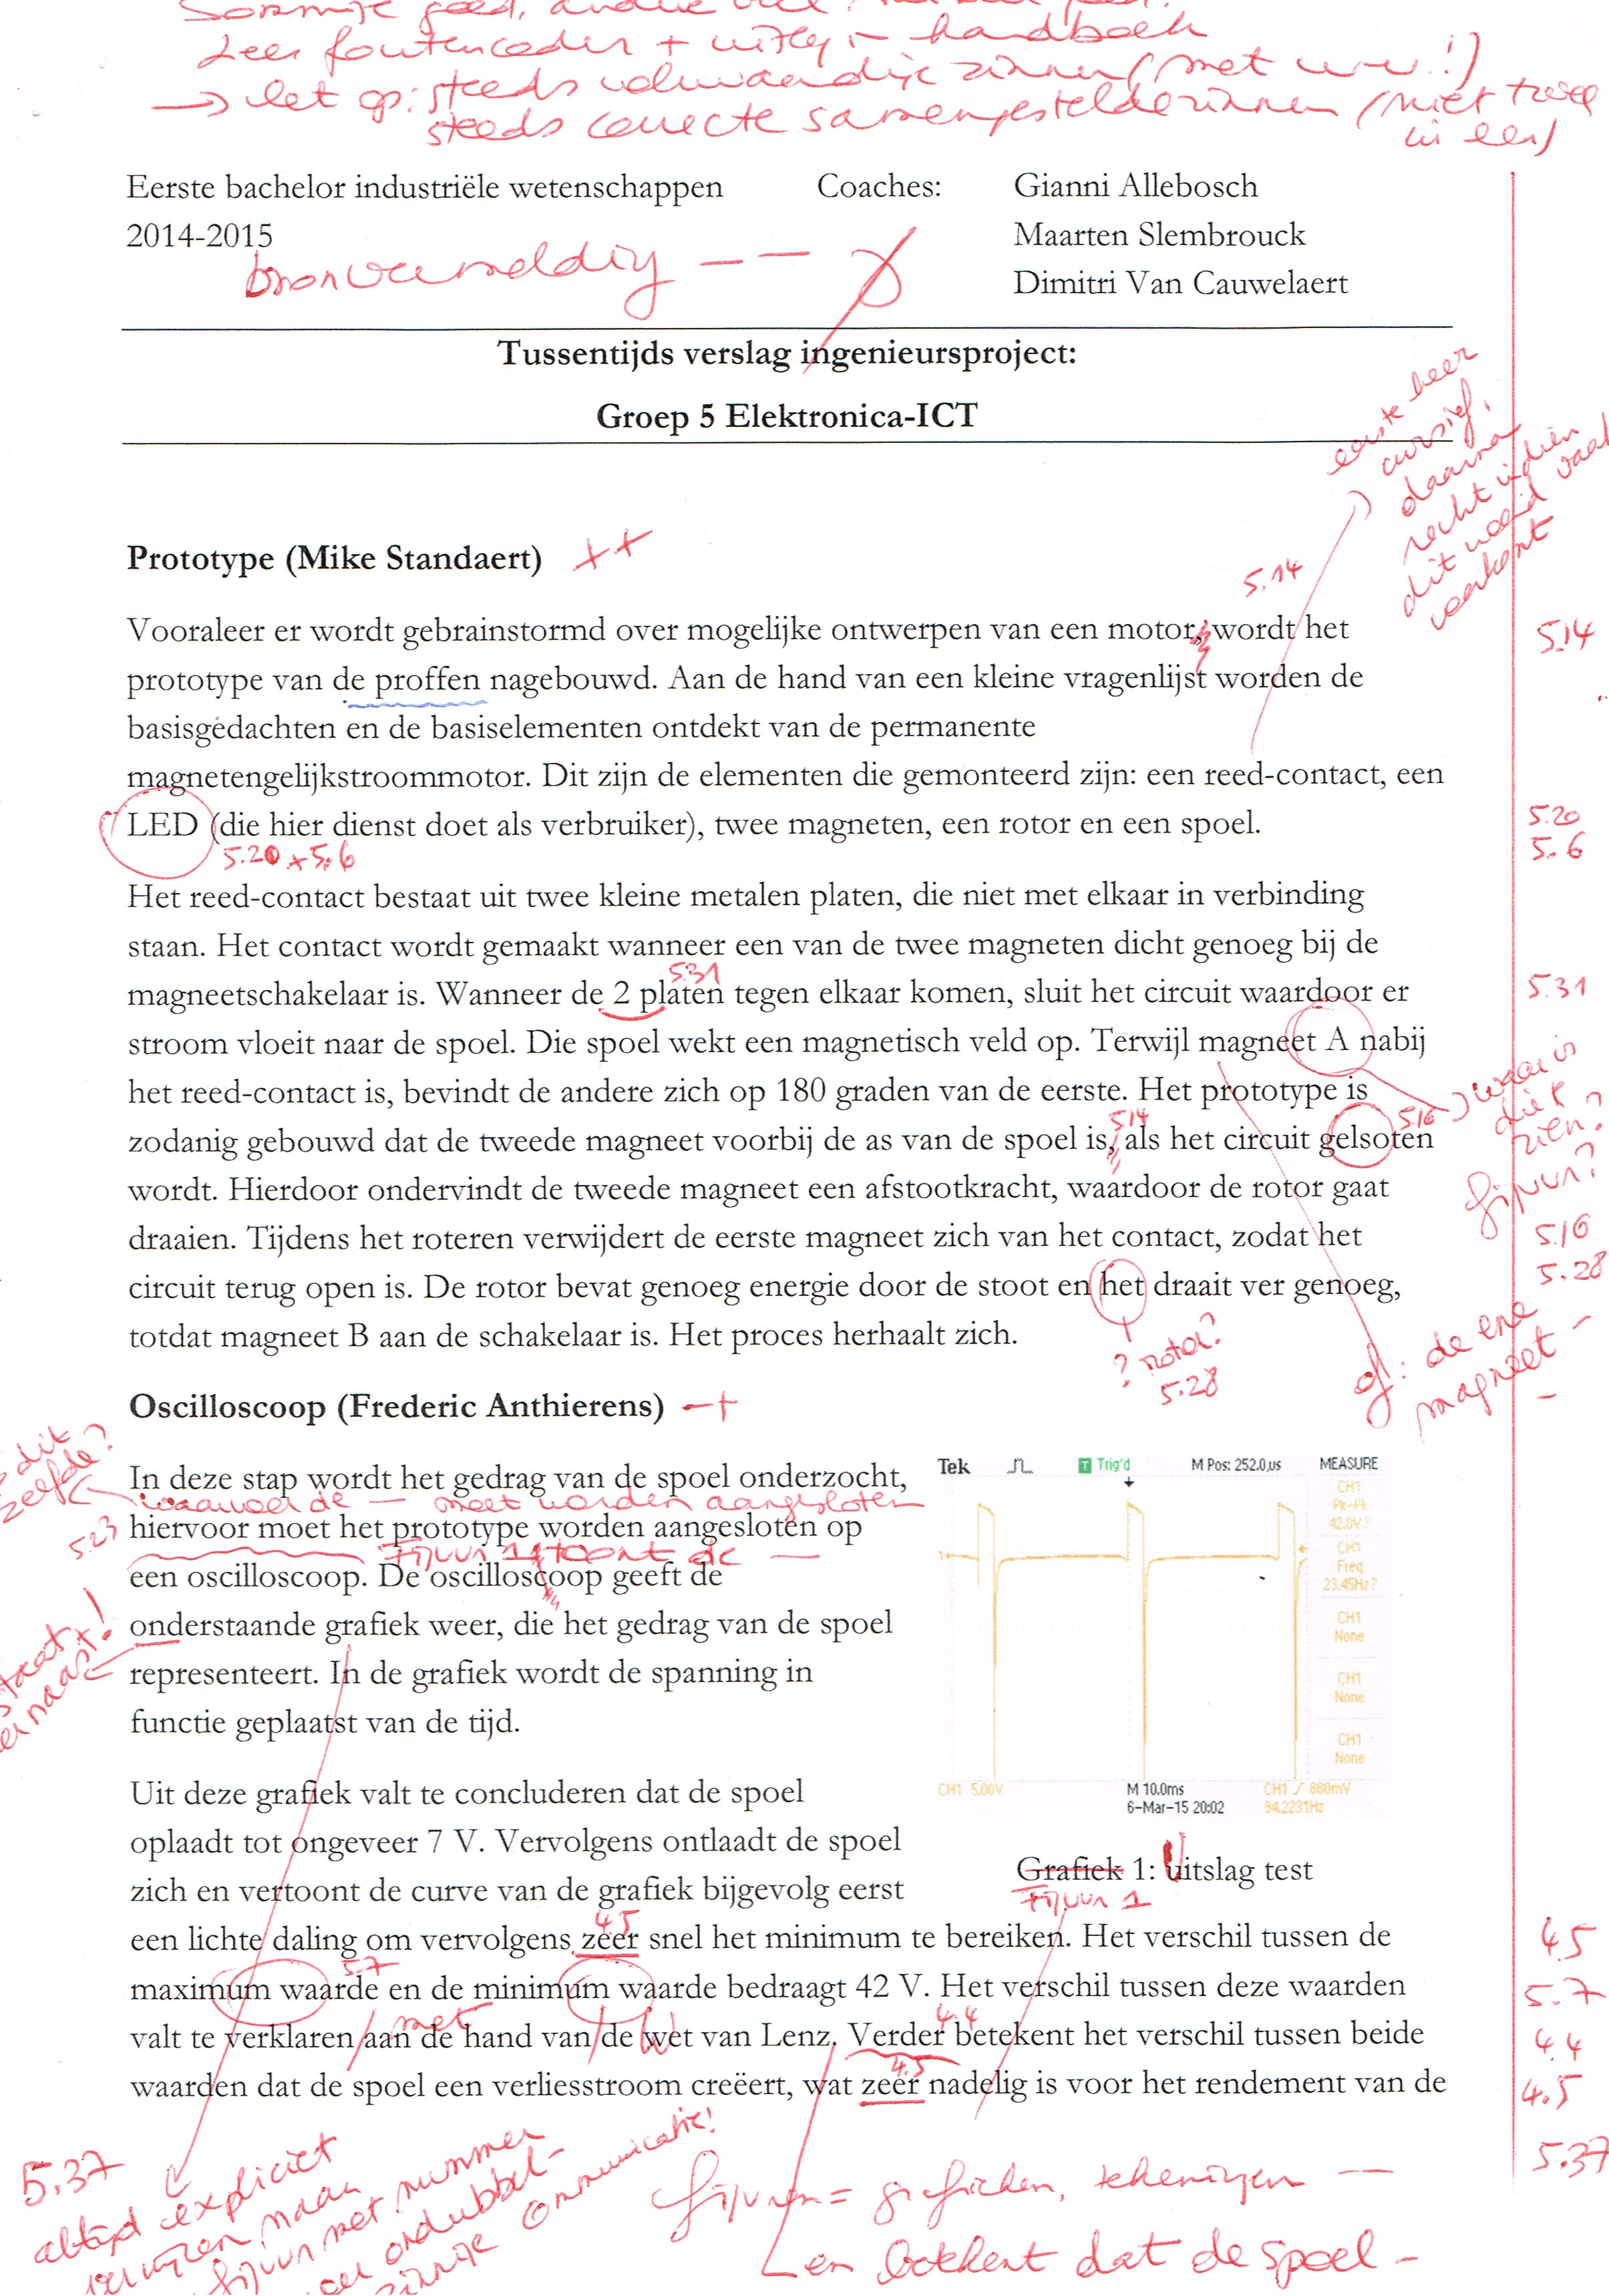 Sommige goed, andere
Leer foutencodes + uitleg in handboek
→ let op: steeds volwaardige zinnen (met ww!)
steeds correcte samengestelde zinnen (niet twee
in een)
Eerste bachelor industriële wetenschappen
2014-2015
Coaches:
Gianni Allebosch
Maarten Slembrouck
Dimitri Van Cauwelaert
bronvermelding
Tussentijds verslag ingenieursproject:
Groep 5 Elektronica-ICT
eerste keer
cursief,
daarna
recht indien
dit woord vaak
voorkomt
Prototype (Mike Standaert) ++
5.14
Vooraleer er wordt gebrainstormd over mogelijke ontwerpen van een motor, wordt het
5.14
prototype van de proffen nagebouwd. Aan de hand van een kleine vragenlijst worden de
basisgedachten en de basiselementen ontdekt van de permanente
magnetengelijkstroommotor. Dit zijn de elementen die gemonteerd zijn: een reed-contact, een
LED (die hier dienst doet als verbruiker), twee magneten, een rotor en een spoel.
5.20
5.20 + 5.6
5.6
Het reed-contact bestaat uit twee kleine metalen platen, die niet met elkaar in verbinding
staan. Het contact wordt gemaakt wanneer een van de twee magneten dicht genoeg bij de
5.31
magneetschakelaar is. Wanneer de 2 platen tegen elkaar komen, sluit het circuit waardoor er
5.31
stroom vloeit naar de spoel. Die spoel wekt een magnetisch veld op. Terwijl magneet A nabij
het reed-contact is, bevindt de andere zich op 180 graden van de eerste. Het prototype is
waar is
dit
zien?
figuur?
5.14
5.16
zodanig gebouwd dat de tweede magneet voorbij de as van de spoel is, als het circuit gelsoten
wordt. Hierdoor ondervindt de tweede magneet een afstootkracht, waardoor de rotor gaat
draaien. Tijdens het roteren verwijdert de eerste magneet zich van het contact, zodat het
5.16
circuit terug open is. De rotor bevat genoeg energie door de stoot en het draait ver genoeg,
5.28
totdat magneet B aan de schakelaar is. Het proces herhaalt zich.
? rotor?
5.28
of: de ene
magneet
Oscilloscoop (Frederic Anthierens) -+
dit
zelfde?
In deze stap wordt het gedrag van de spoel onderzocht,
waarvoor de — moet worden aangesloten
5.23
hiervoor moet het prototype worden aangesloten op
Figuur 1 toont de —
een oscilloscoop. De oscilloscoop geeft de
onderstaande grafiek weer, die het gedrag van de spoel
staat
ernaast!
representeert. In de grafiek wordt de spanning in
functie geplaatst van de tijd.
Tek
Trig'd
M Pos: 252.0µs
MEASURE
CH1
Pk-Pk
42.0V?
CH1
Freq
23.45Hz?
CH1
None
CH1
None
CH1
None
CH1 5.00V
M 10.0ms
CH1 / 880mV
6-Mar-15 20:02
94.2231Hz
Uit deze grafiek valt te concluderen dat de spoel
oplaadt tot ongeveer 7 V. Vervolgens ontlaadt de spoel
zich en vertoont de curve van de grafiek bijgevolg eerst
Grafiek 1: uitslag test
Figuur 1
4.5
een lichte daling om vervolgens zeer snel het minimum te bereiken. Het verschil tussen de
4.5
5.7
maximum waarde en de minimum waarde bedraagt 42 V. Het verschil tussen deze waarden
5.7
met
4.4
valt te verklaren aan de hand van de wet van Lenz. Verder betekent het verschil tussen beide
4.4
4.5
waarden dat de spoel een verliesstroom creëert, wat zeer nadelig is voor het rendement van de
4.5
5.37
5.37
altijd expliciet
verwijzen naar
figuur met nummer
ondubbel-
zinnige communicatie!
figuren = grafieken, tekeningen —
en betekent dat de spoel —